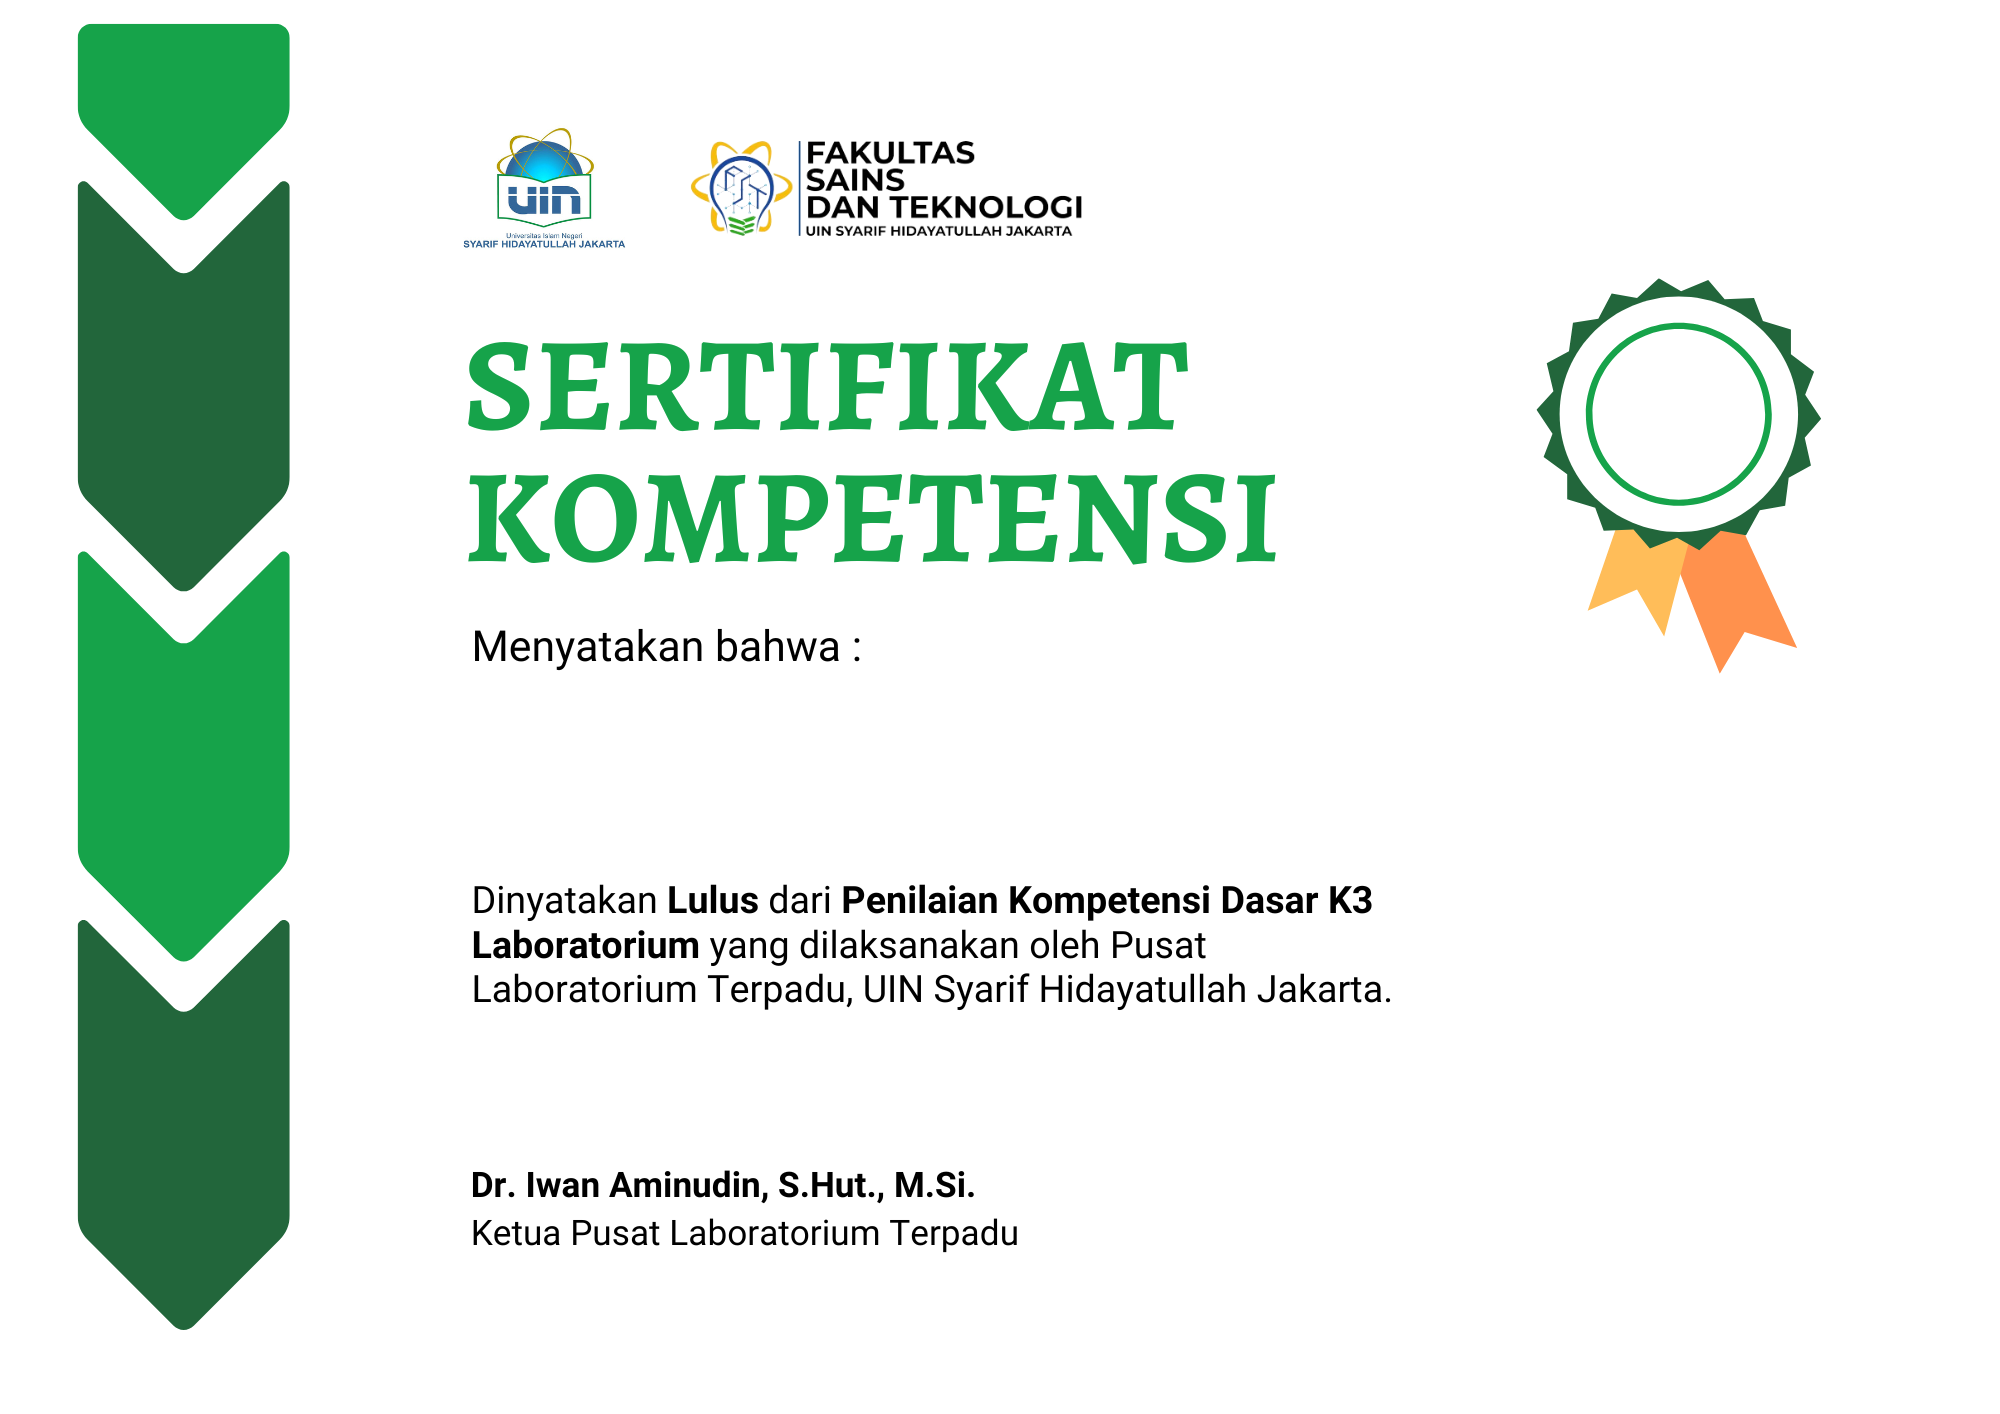 uin
Universitas Islam Negeri
SYARIF HIDAYATULLAH JAKARTA
FAKULTAS
SAINS
DAN TEKNOLOGI
UIN SYARIF HIDAYATULLAH JAKARTA
SERTIFIKAT
KOMPETENSI
Menyatakan bahwa :
Dinyatakan Lulus dari Penilaian Kompetensi Dasar K3
Laboratorium yang dilaksanakan oleh Pusat
Laboratorium Terpadu, UIN Syarif Hidayatullah Jakarta.
Dr. Iwan Aminudin, S.Hut., M.Si.
Ketua Pusat Laboratorium Terpadu